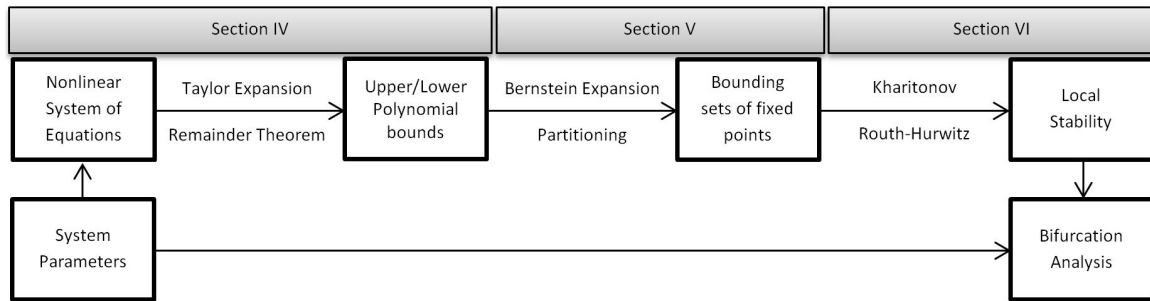 Section IV
Section V
Section VI
Nonlinear
System of
Equations
Taylor Expansion
Remainder Theorem
Upper/Lower
Polynomial
bounds
Bernstein Expansion
Partitioning
Bounding
sets of fixed
points
Kharitonov
Routh-Hurwitz
Local
Stability
System
Parameters
Bifurcation
Analysis